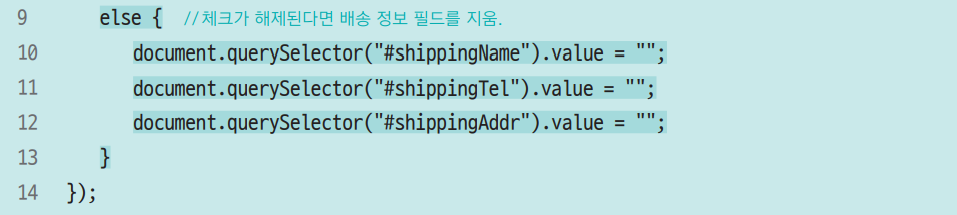 9 else { //체크가 해제된다면 배송 정보 필드를 지움.
10 document.querySelector("#shippingName").value = "";
11 document.querySelector("#shippingTel").value = "";
12 document.querySelector("#shippingAddr").value = "";
13 }
14 });